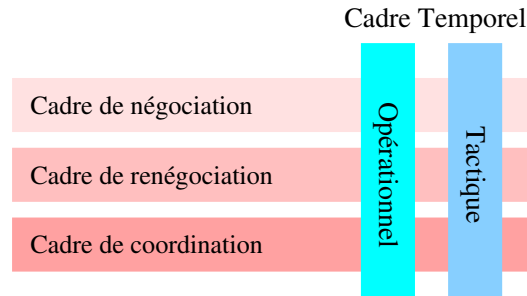 Cadre Temporel
Cadre de négociation
Cadre de renégociation
Cadre de coordination
Opérationnel
Tactique